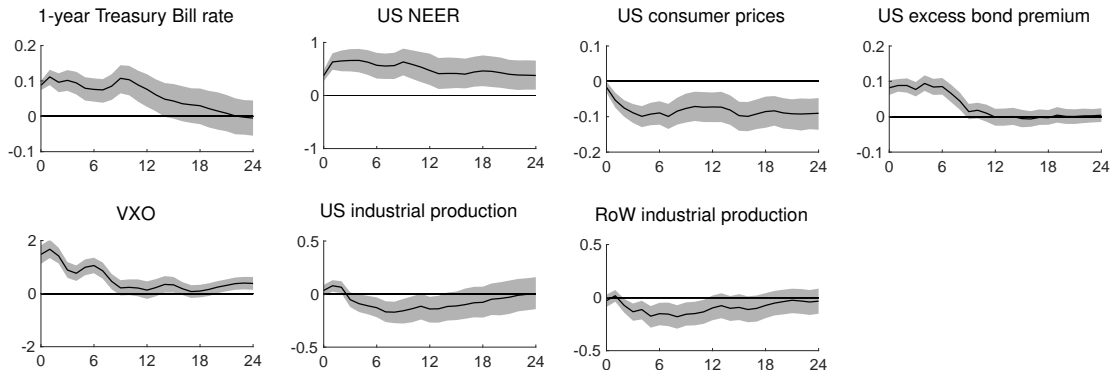 1-year Treasury Bill rate
0.2
0.1
0
-0.1
0 6 12 18 24
US NEER
1
0
-1
0 6 12 18 24
US consumer prices
0.1
0
-0.1
-0.2
0 6 12 18 24
US excess bond premium
0.2
0.1
0
0.1
0 6 12 18 24
VXO
2
0
-2
0 6 12 18 24
US industrial production
0.5
0
-0.5
0 6 12 18 24
RoW industrial production
0.5
0
-0.5
0 6 12 18 24